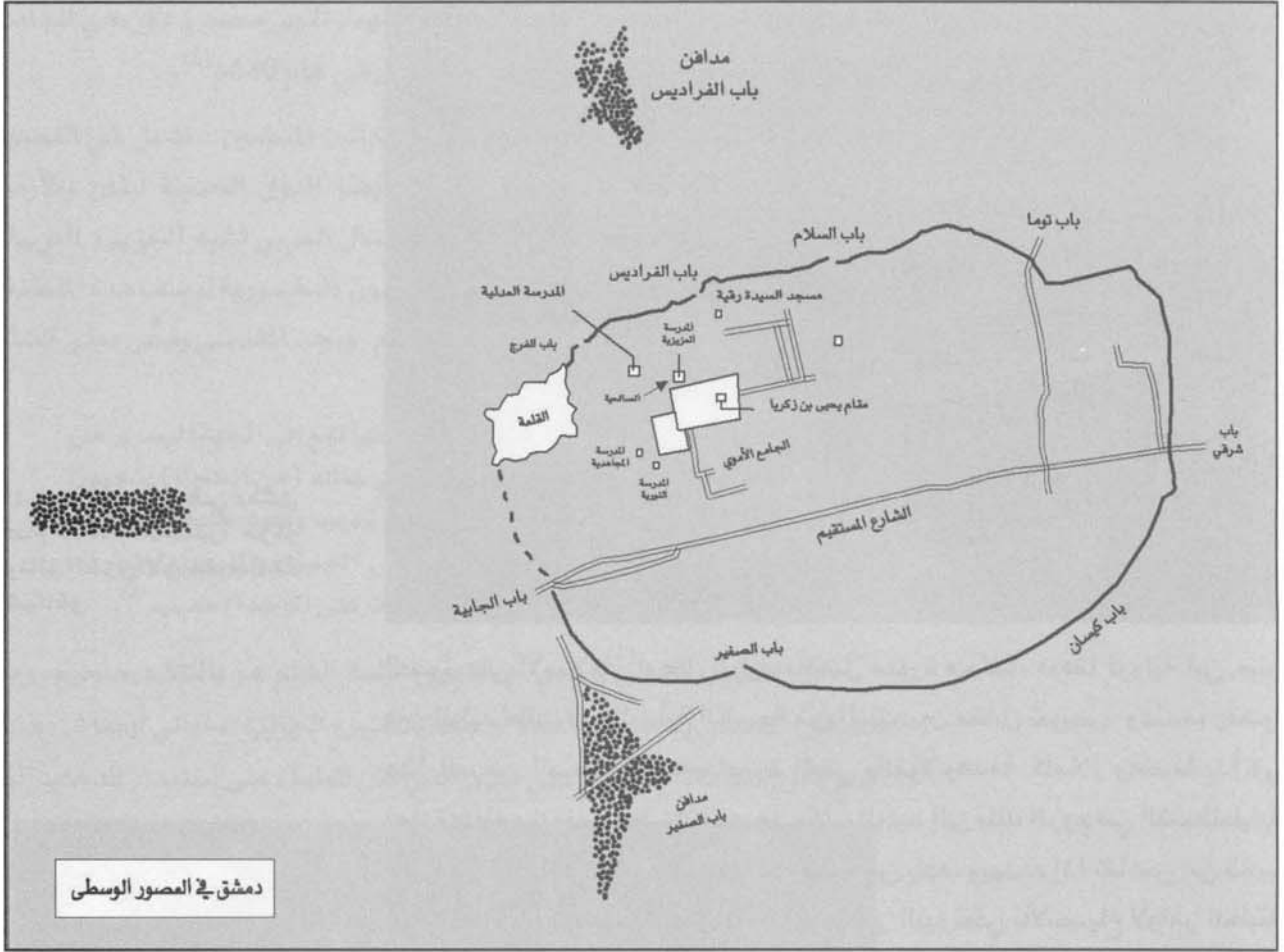 مدافن
باب الفراديس
باب توما
باب السلام
باب الفراديس
مسجد السيدة رقية
المدرسة العدلية
المدرسة
العزيزية
باب الفرج
الصالحية
القلعة
مقام يحيى بن زكريا
باب
شرقي
الجامع الأموي
المدرسة
المجاهدية
المدرسة
النورية
الشارع المستقيم
باب الجابية
باب كيسان
باب الصغير
مدافن
باب الصغير
دمشق في العصور الوسطى